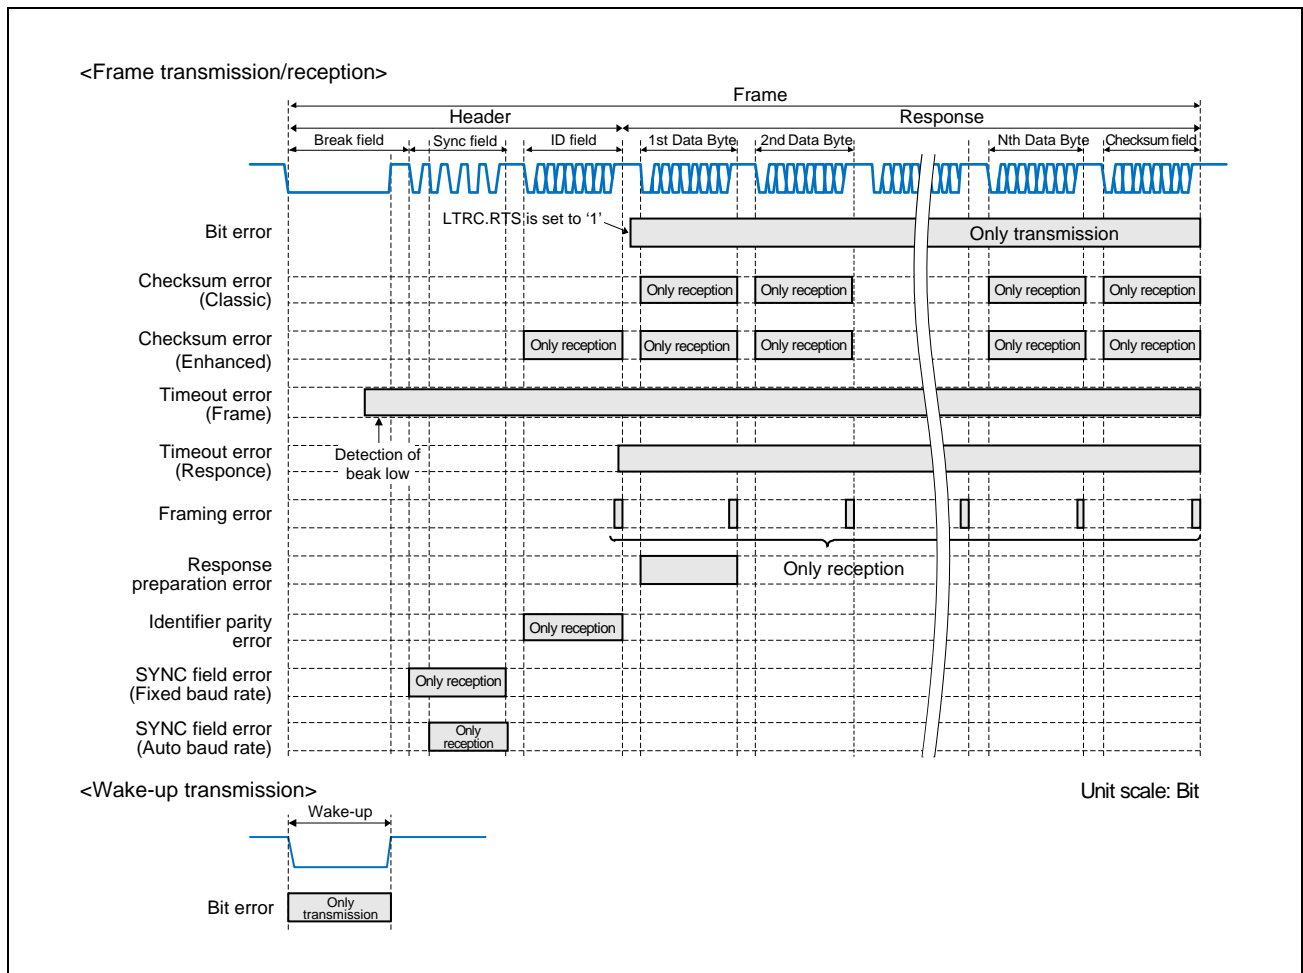 <Frame transmission/reception>
Frame
Header
Response
Break field
Sync field
ID field
1st Data Byte
2nd Data Byte
Nth Data Byte
Checksum field
LTRC.RTS is set to ‘1’
Bit error
Only transmission
Checksum error
(Classic)
Only reception
Only reception
Only reception
Only reception
Checksum error
(Enhanced)
Only reception
Only reception
Only reception
Only reception
Only reception
Timeout error
(Frame)
Detection of
beak low
Timeout error
(Responce)
Framing error
Only reception
Response
preparation error
Identifier parity
error
Only reception
SYNC field error
(Fixed baud rate)
Only reception
SYNC field error
(Auto baud rate)
Only
reception
<Wake-up transmission>
Unit scale: Bit
Wake-up
Bit error
Only
transmission